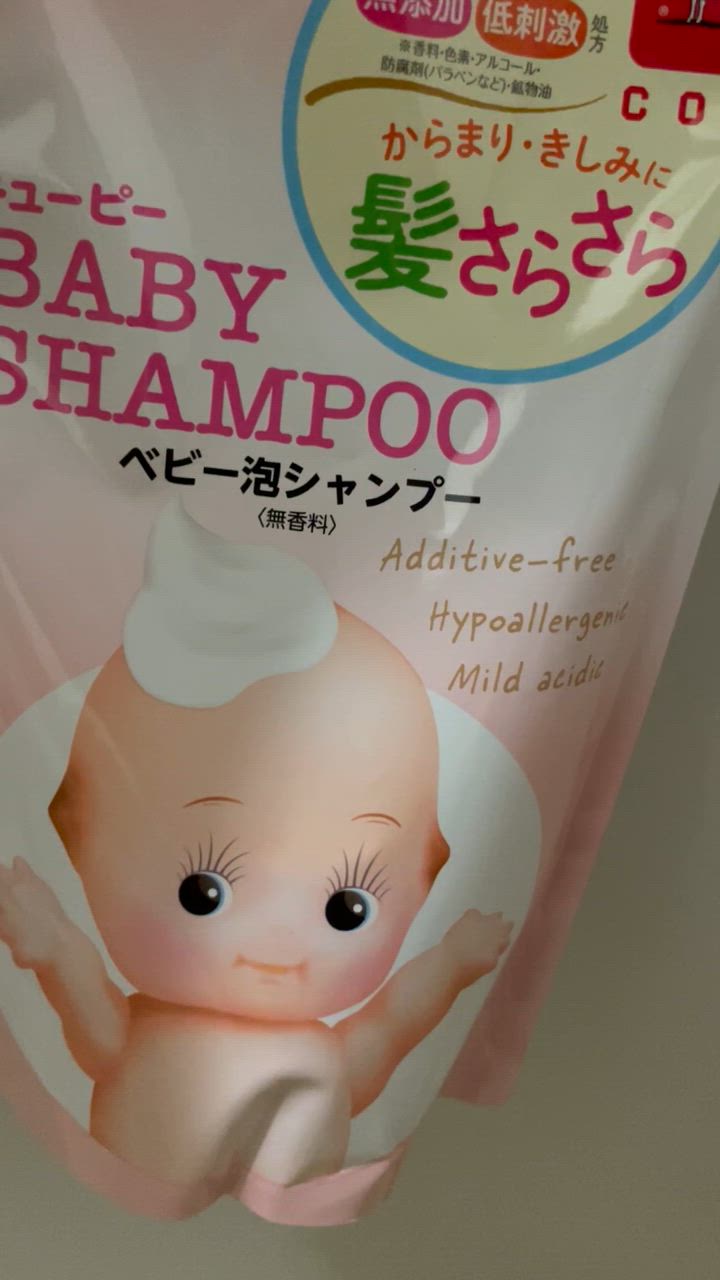 無添加 低刺激 処方
※香料・色素・アルコール・
防腐剤(パラベンなど)・鉱物油
CO
からまり・きしみに
髪さらさら
キューピー
BABY
SHAMPOO
ベビー泡シャンプー
〈無香料〉
Additive-free
Hypoallergenic
Mild acidic